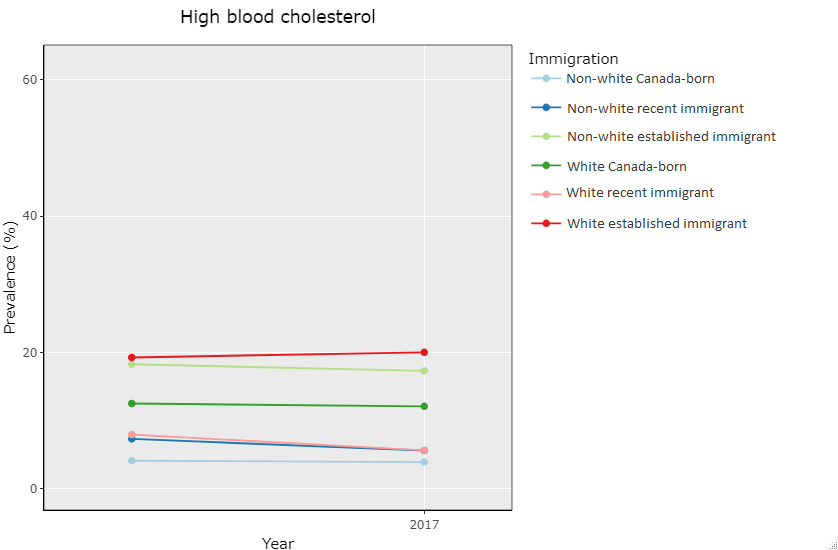 High blood cholesterol
Immigration
Non-white Canada-born
Non-white recent immigrant
Non-white established immigrant
White Canada-born
White recent immigrant
White established immigrant
Prevalence (%)
60
40
20
0
2017
Year